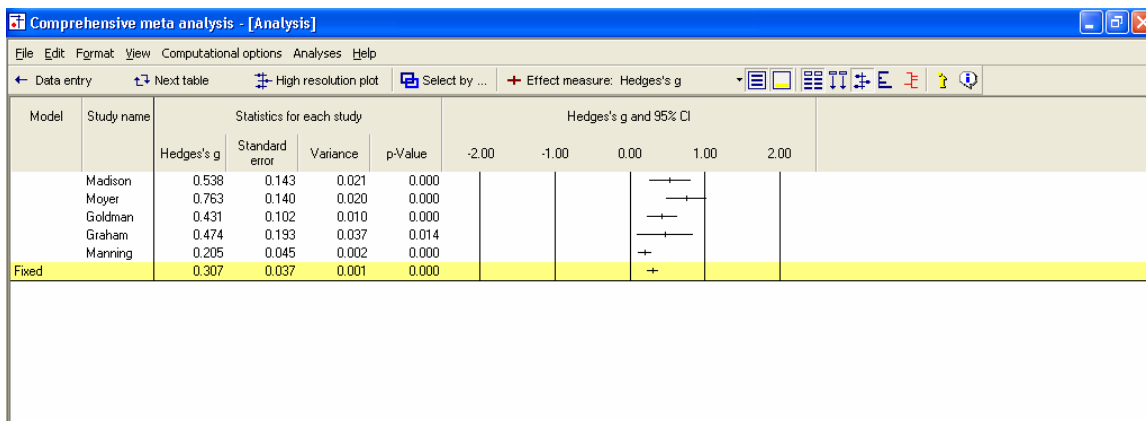 Comprehensive meta analysis - [Analysis]
File Edit Format View Computational options Analyses Help
Data entry Next table High resolution plot Select by ... Effect measure: Hedges's g
Model Study name Statistics for each study Hedges's g and 95% CI
Hedges's g Standard error Variance p-Value -2.00 -1.00 0.00 1.00 2.00
Madison 0.538 0.143 0.021 0.000
Moyer 0.763 0.140 0.020 0.000
Goldman 0.431 0.102 0.010 0.000
Graham 0.474 0.193 0.037 0.014
Manning 0.205 0.045 0.002 0.000
Fixed 0.307 0.037 0.001 0.000